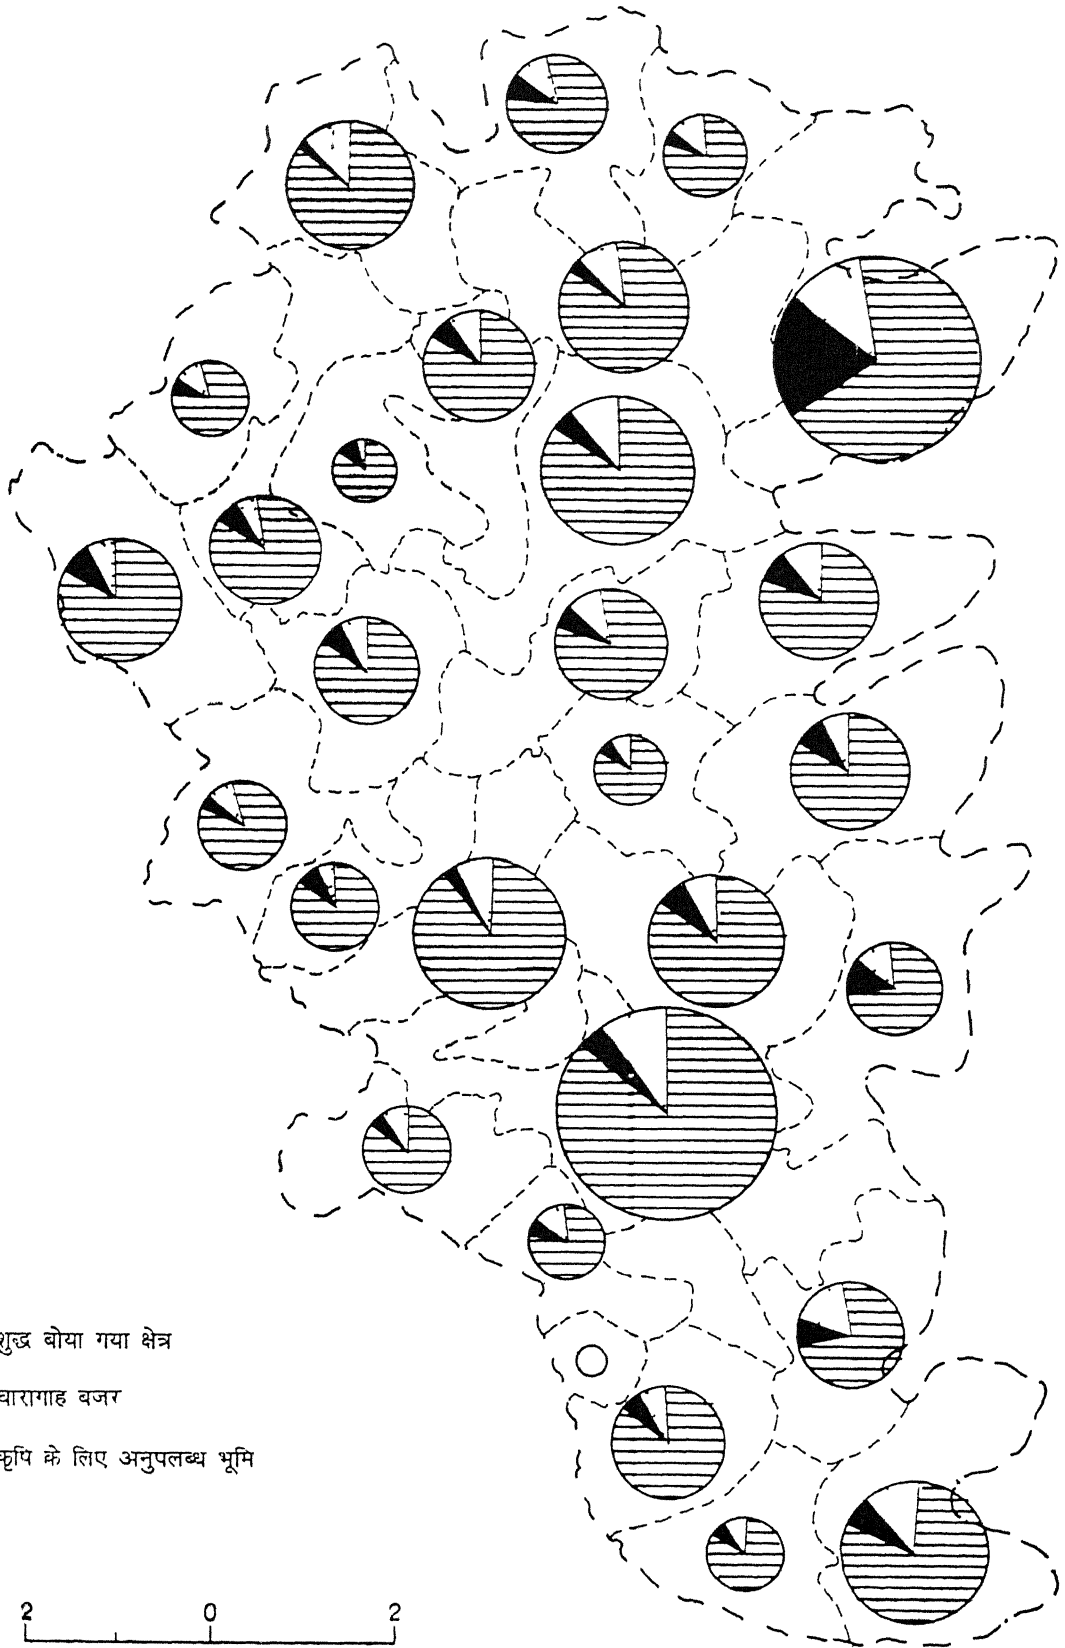 शुद्ध बोया गया क्षेत्र
चारागाह बजर
कृषि के लिए अनुपलब्ध भूमि
2 0 2